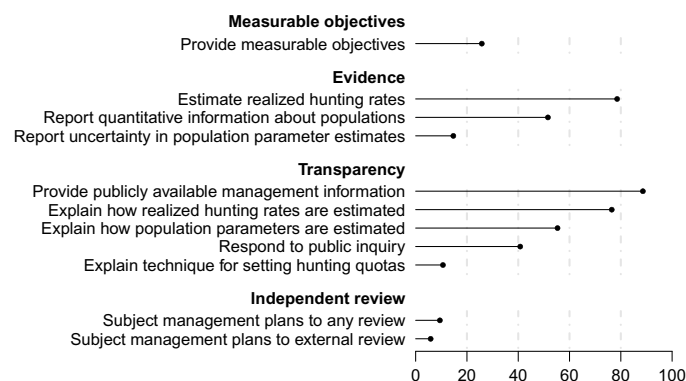 Measurable objectives
Provide measurable objectives
Evidence
Estimate realized hunting rates
Report quantitative information about populations
Report uncertainty in population parameter estimates
Transparency
Provide publicly available management information
Explain how realized hunting rates are estimated
Explain how population parameters are estimated
Respond to public inquiry
Explain technique for setting hunting quotas
Independent review
Subject management plans to any review
Subject management plans to external review
0 20 40 60 80 100